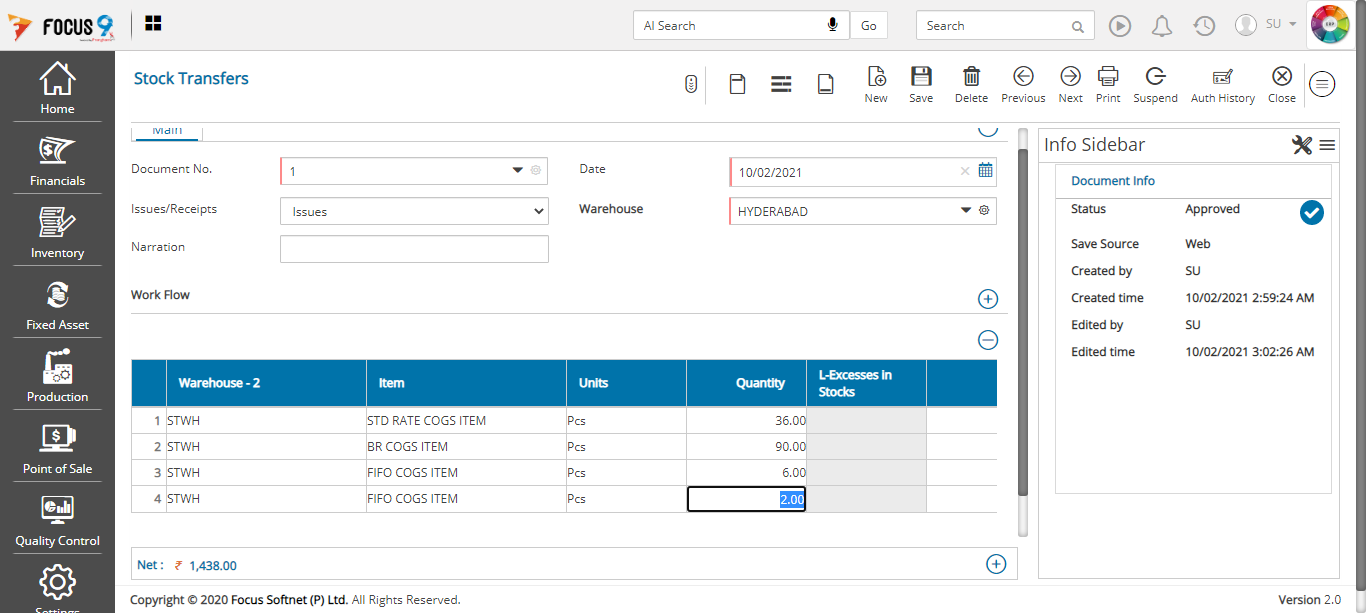 FOCUS 9
AI Search
Go
Search
SU
Home
Financials
Inventory
Fixed Asset
Production
Point of Sale
Quality Control
Settings
Stock Transfers
New
Save
Delete
Previous
Next
Print
Suspend
Auth History
Close
Main
Document No.
1
Date
10/02/2021
Issues/Receipts
Issues
Warehouse
HYDERABAD
Narration
Work Flow
Warehouse - 2 Item Units Quantity L-Excesses in Stocks
1 STWH STD RATE COGS ITEM Pcs 36.00
2 STWH BR COGS ITEM Pcs 90.00
3 STWH FIFO COGS ITEM Pcs 6.00
4 STWH FIFO COGS ITEM Pcs 2.00
Net : ₹ 1,438.00
Info Sidebar
Document Info
Status Approved
Save Source Web
Created by SU
Created time 10/02/2021 2:59:24 AM
Edited by SU
Edited time 10/02/2021 3:02:26 AM
Copyright © 2020 Focus Softnet (P) Ltd. All Rights Reserved.
Version 2.0